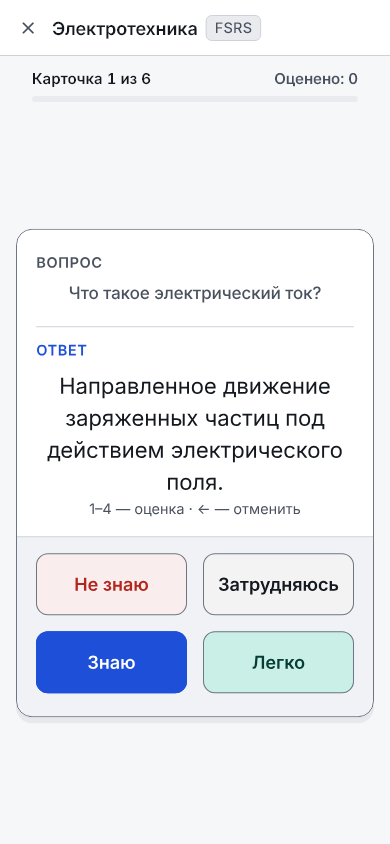 ✕ Электротехника FSRS
Карточка 1 из 6 Оценено: 0
ВОПРОС
Что такое электрический ток?
ОТВЕТ
Направленное движение
заряженных частиц под
действием электрического
поля.
1–4 — оценка · ← — отменить
Не знаю Затрудняюсь
Знаю Легко